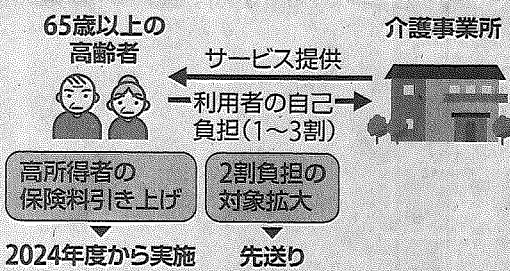 65歳以上の
高齢者
介護事業所
サービス提供
利用者の自己
負担(1〜3割)
高所得者の
保険料引き上げ
2割負担の
対象拡大
2024年度から実施
先送り